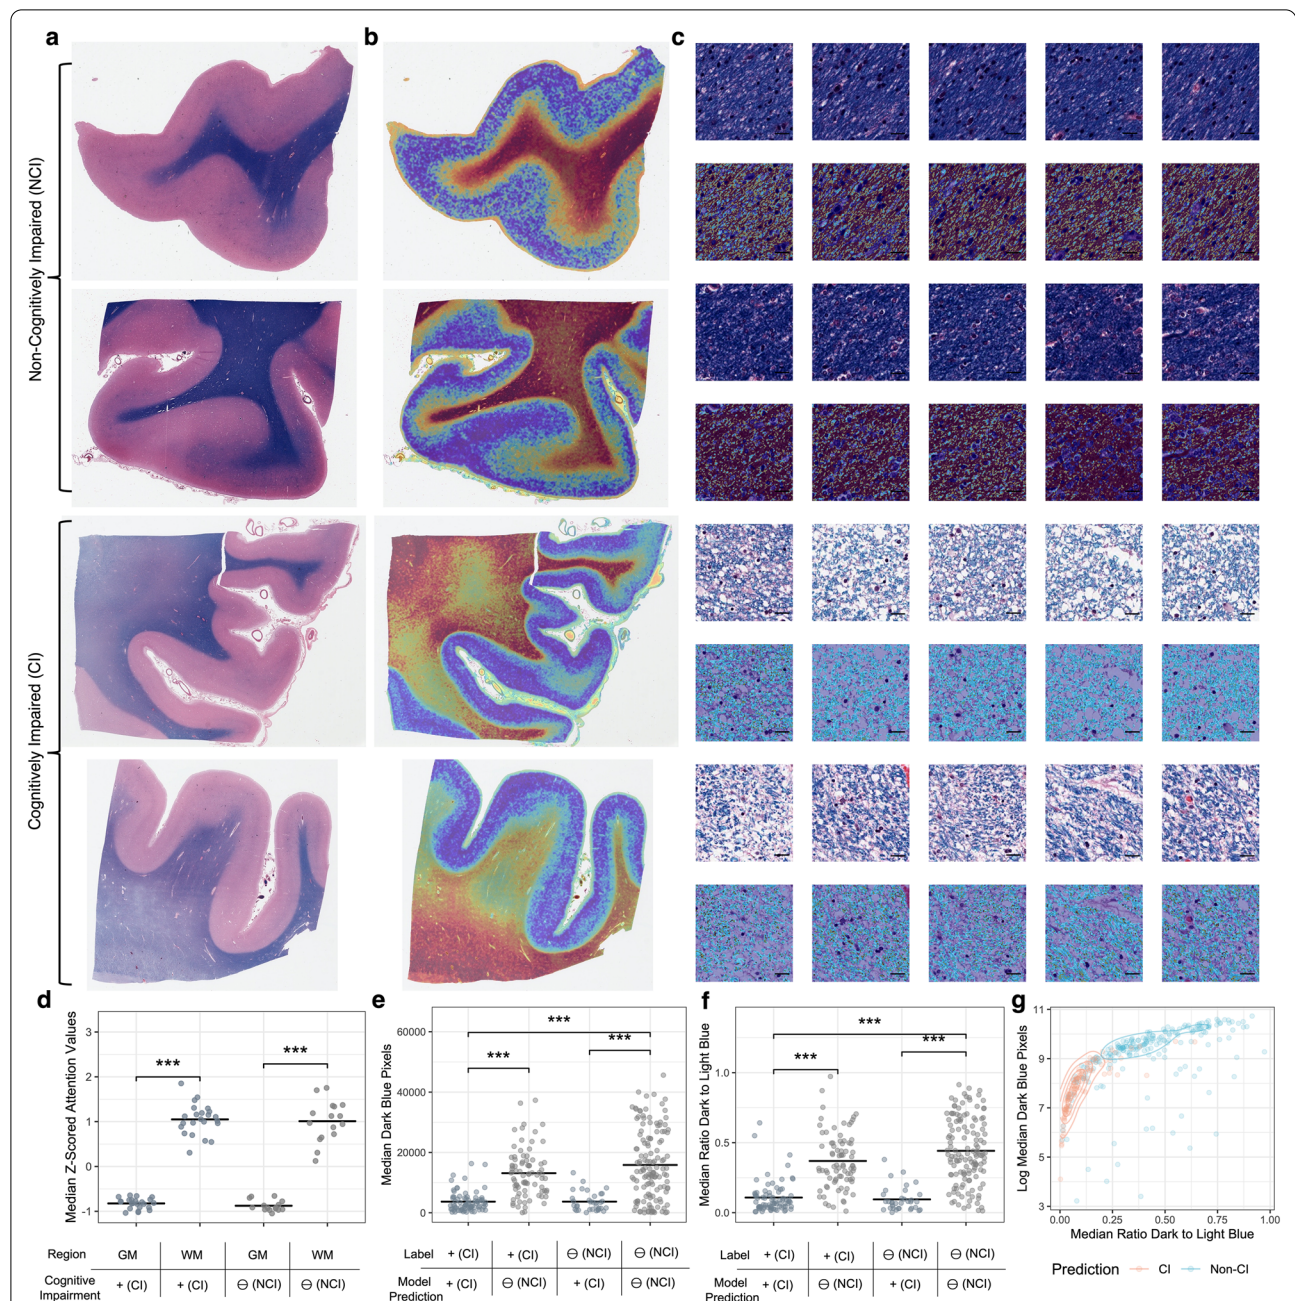 a
b
c
Non-Cognitively Impaired (NCI)
Cognitively Impaired (CI)
d
Median Z-Scored Attention Values
3
2
1
0
-1
***
***
Region
GM
WM
GM
WM
Cognitive Impairment
+ (CI)
+ (CI)
⊖ (NCI)
⊖ (NCI)
e
Median Dark Blue Pixels
60000
40000
20000
0
***
***
***
Label
+ (CI)
+ (CI)
⊖ (NCI)
⊖ (NCI)
Model Prediction
+ (CI)
⊖ (NCI)
+ (CI)
⊖ (NCI)
f
Median Ratio Dark to Light Blue
1.0
0.5
0.0
***
***
***
Label
+ (CI)
+ (CI)
⊖ (NCI)
⊖ (NCI)
Model Prediction
+ (CI)
⊖ (NCI)
+ (CI)
⊖ (NCI)
g
Log Median Dark Blue Pixels
11
9
7
5
3
0.00
0.25
0.50
0.75
1.00
Median Ratio Dark to Light Blue
Prediction
CI
Non-CI